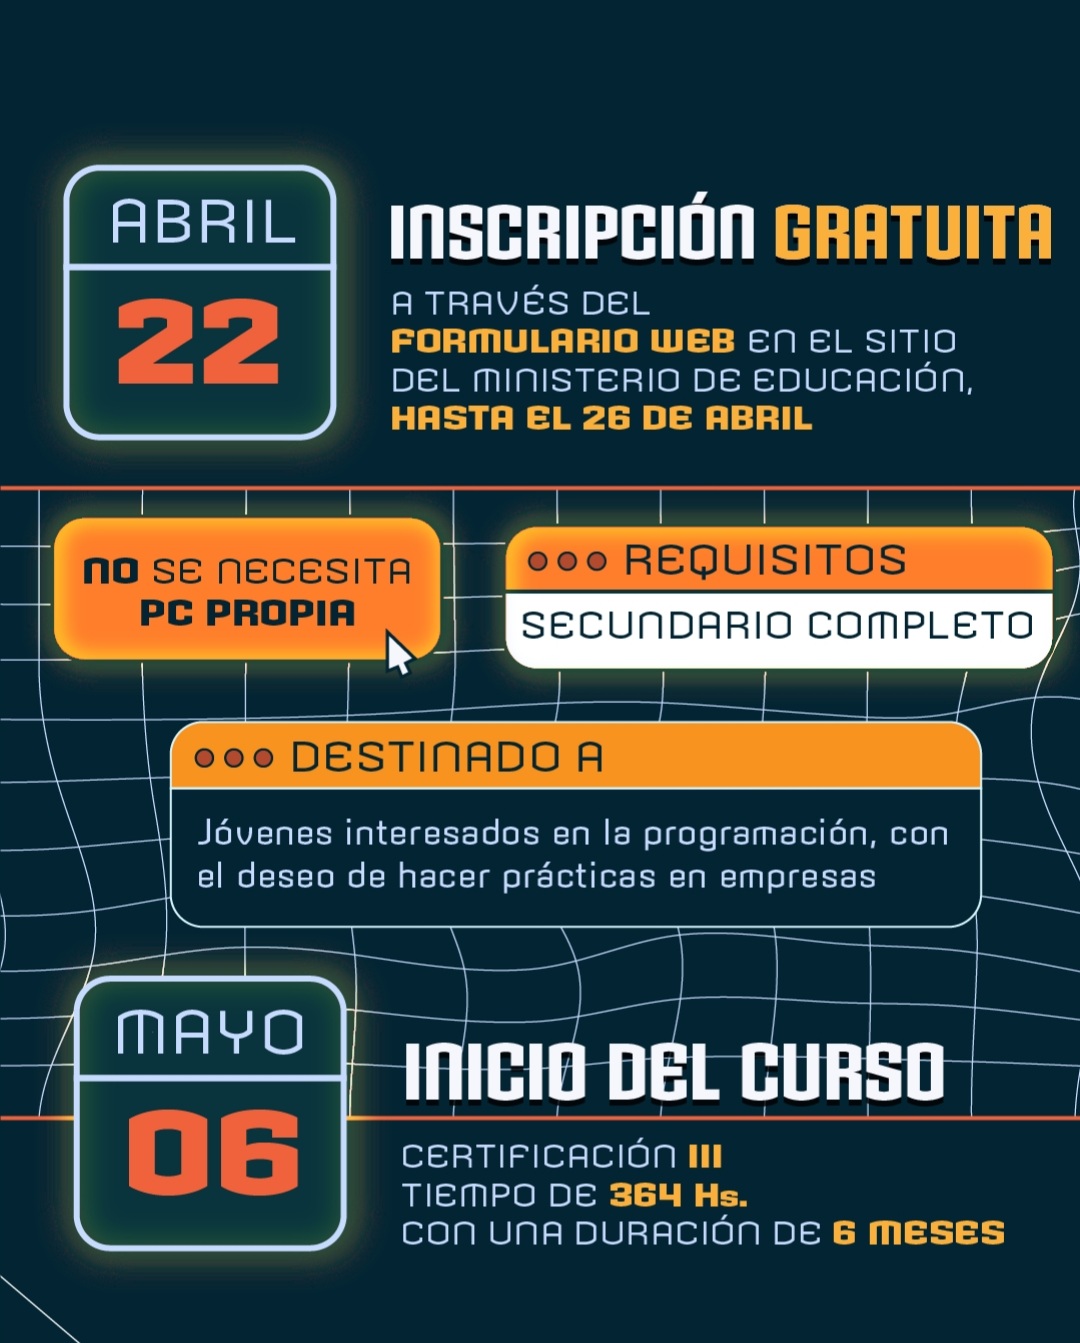 ABRIL
22
INSCRIPCIÓN GRATUITA
A TRAVÉS DEL
FORMULARIO WEB EN EL SITIO
DEL MINISTERIO DE EDUCACIÓN,
HASTA EL 26 DE ABRIL
NO SE NECESITA
PC PROPIA
REQUISITOS
SECUNDARIO COMPLETO
DESTINADO A
Jóvenes interesados en la programación, con
el deseo de hacer prácticas en empresas
MAYO
06
INICIO DEL CURSO
CERTIFICACIÓN III
TIEMPO DE 364 Hs.
CON UNA DURACIÓN DE 6 MESES